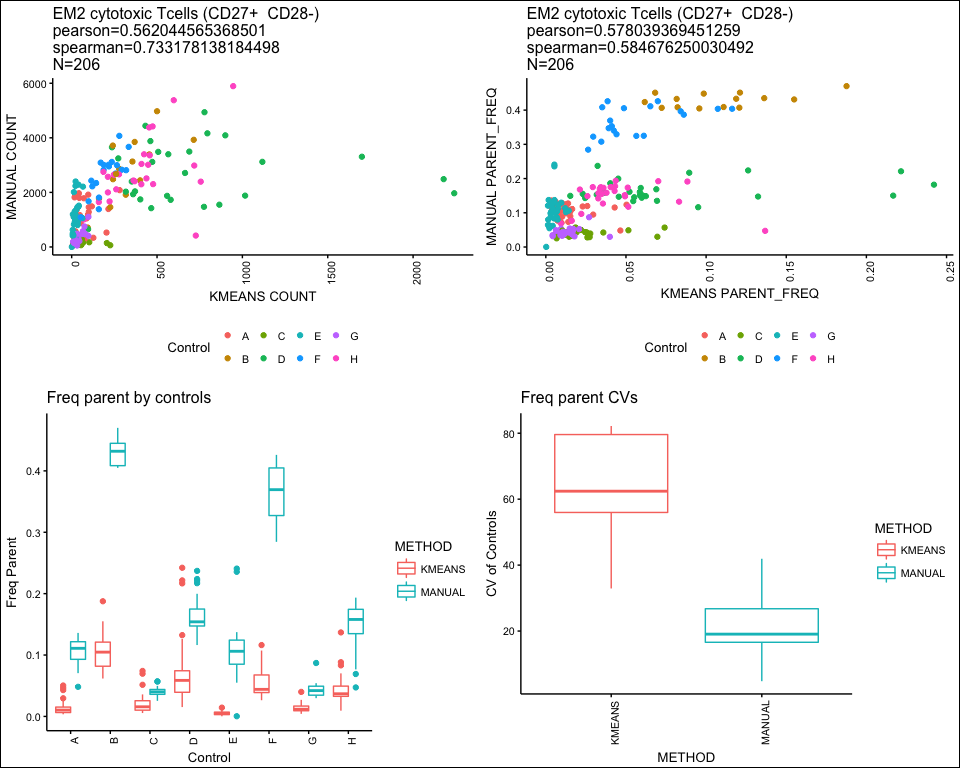 EM2 cytotoxic Tcells (CD27+  CD28-)
pearson=0.562044565368501
spearman=0.733178138184498
N=206
6000
4000
2000
0
MANUAL COUNT
0
500
1000
1500
2000
KMEANS COUNT
Control
A C E G
B D F H
EM2 cytotoxic Tcells (CD27+  CD28-)
pearson=0.578039369451259
spearman=0.584676250030492
N=206
0.4
0.3
0.2
0.1
0.0
MANUAL PARENT_FREQ
0.00
0.05
0.10
0.15
0.20
0.25
KMEANS PARENT_FREQ
Control
A C E G
B D F H
Freq parent by controls
0.4
0.3
0.2
0.1
0.0
Freq Parent
A
B
C
D
E
F
G
H
Control
METHOD
KMEANS
MANUAL
Freq parent CVs
80
60
40
20
CV of Controls
KMEANS
MANUAL
METHOD
METHOD
KMEANS
MANUAL